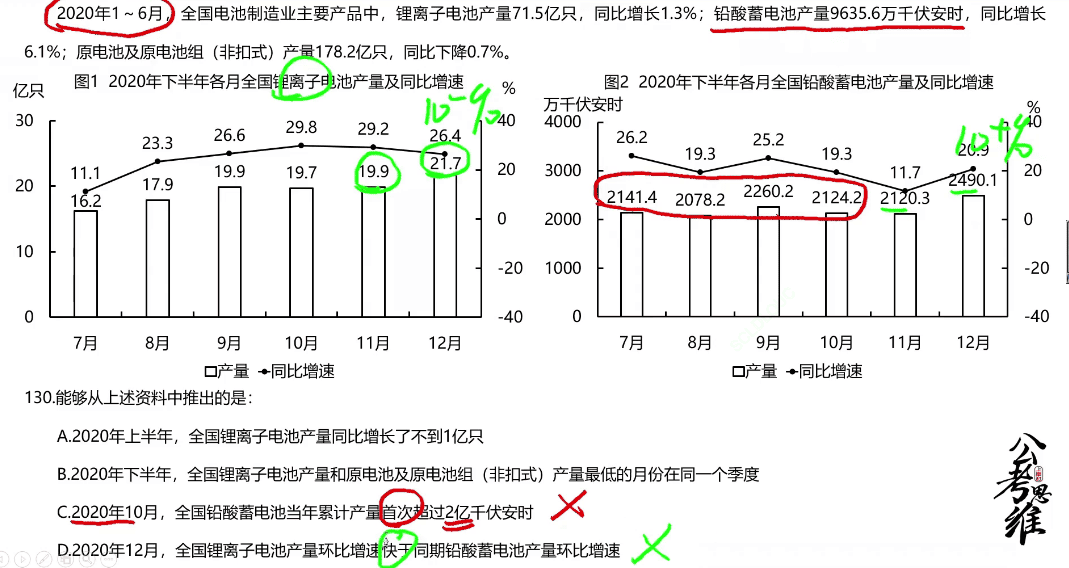 2020年1~6月，全国电池制造业主要产品中，锂离子电池产量71.5亿只，同比增长1.3%；铅酸蓄电池产量9635.6万千伏安时，同比增长
6.1%；原电池及原电池组（非扣式）产量178.2亿只，同比下降0.7%。
图1 2020年下半年各月全国锂离子电池产量及同比增速
亿只
%
10-%
30
20
10
0
40
20
0
-20
-40
11.1
23.3
26.6
29.8
29.2
26.4
16.2
17.9
19.9
19.7
19.9
21.7
7月
8月
9月
10月
11月
12月
产量
同比增速
图2 2020年下半年各月全国铅酸蓄电池产量及同比增速
万千伏安时
%
10+%
4000
3000
2000
1000
0
40
20
0
-20
-40
26.2
19.3
25.2
19.3
11.7
20.9
2141.4
2078.2
2260.2
2124.2
2120.3
2490.1
7月
8月
9月
10月
11月
12月
产量
同比增速
130.能够从上述资料中推出的是：
A.2020年上半年，全国锂离子电池产量同比增长了不到1亿只
B.2020年下半年，全国锂离子电池产量和原电池及原电池组（非扣式）产量最低的月份在同一个季度
C.2020年10月，全国铅酸蓄电池当年累计产量首次超过2亿千伏安时
D.2020年12月，全国锂离子电池产量环比增速快于同期铅酸蓄电池产量环比增速
公考思维